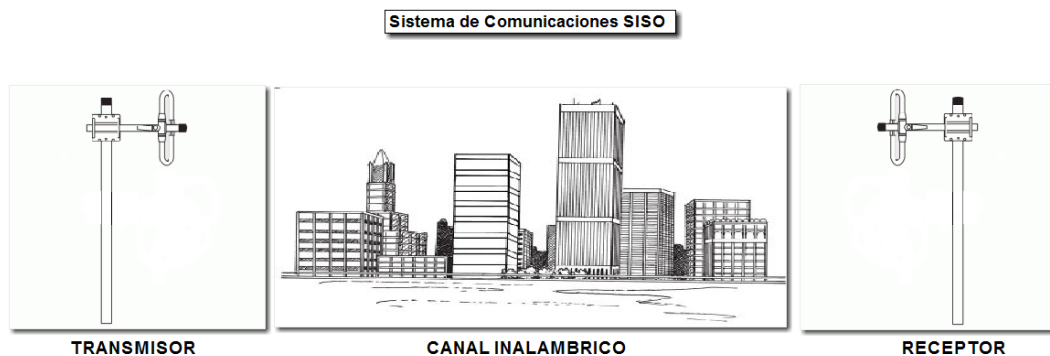 Sistema de Comunicaciones SISO
TRANSMISOR
CANAL INALAMBRICO
RECEPTOR